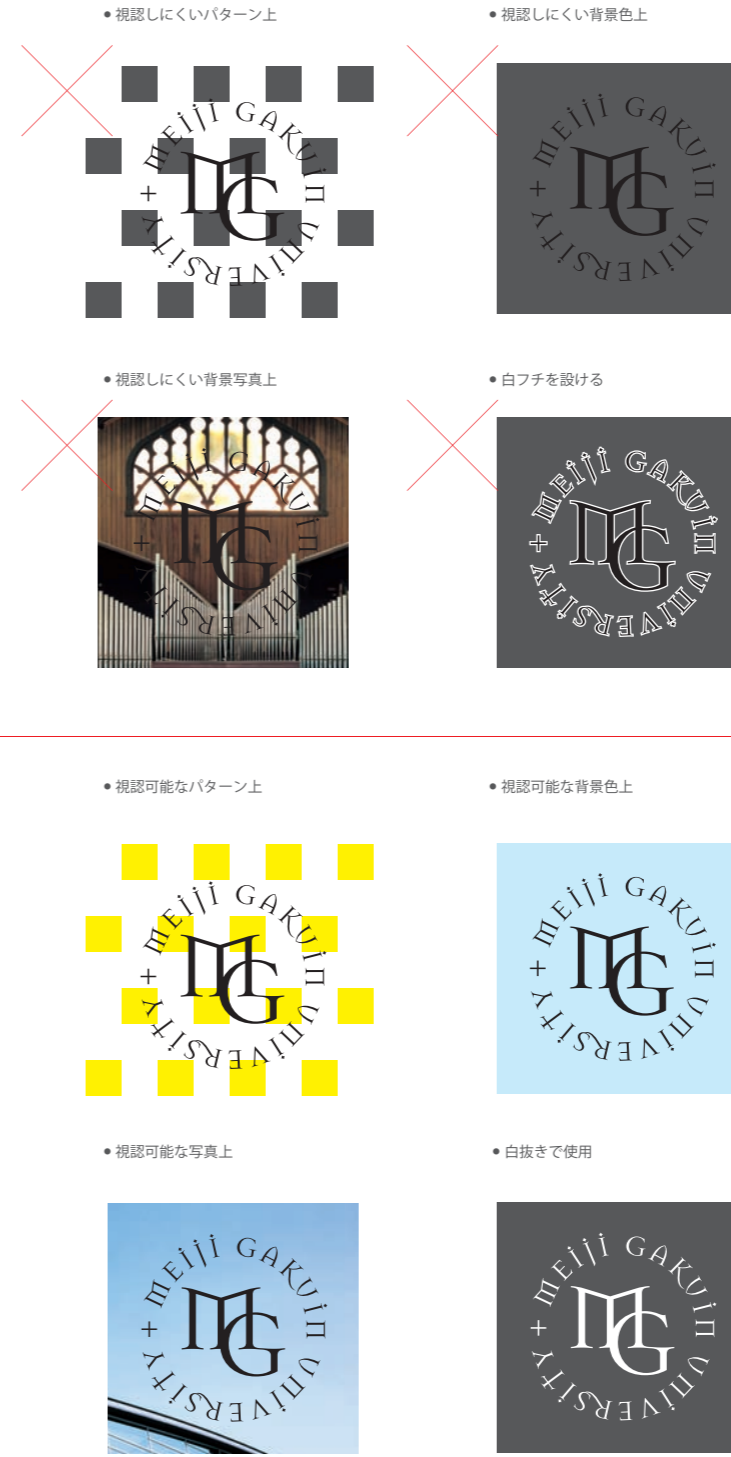 ● 視認しにくいパターン上
● 視認しにくい背景色上
MEIJI GAKUIN UNIVERSITY +
MG
MEIJI GAKUIN UNIVERSITY +
MG
● 視認しにくい背景写真上
● 白フチを設ける
MEIJI GAKUIN UNIVERSITY +
MG
MEIJI GAKUIN UNIVERSITY +
MG
● 視認可能なパターン上
● 視認可能な背景色上
MEIJI GAKUIN UNIVERSITY +
MG
MEIJI GAKUIN UNIVERSITY +
MG
● 視認可能な写真上
● 白抜きで使用
MEIJI GAKUIN UNIVERSITY +
MG
MEIJI GAKUIN UNIVERSITY +
MG